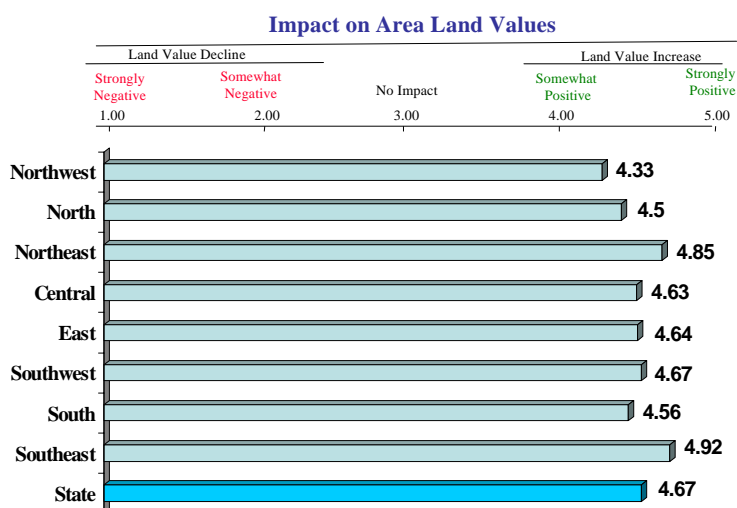 Impact on Area Land Values
Land Value Decline Land Value Increase
Strongly Negative Somewhat Negative No Impact Somewhat Positive Strongly Positive
1.00 2.00 3.00 4.00 5.00
Northwest 4.33
North 4.5
Northeast 4.85
Central 4.63
East 4.64
Southwest 4.67
South 4.56
Southeast 4.92
State 4.67